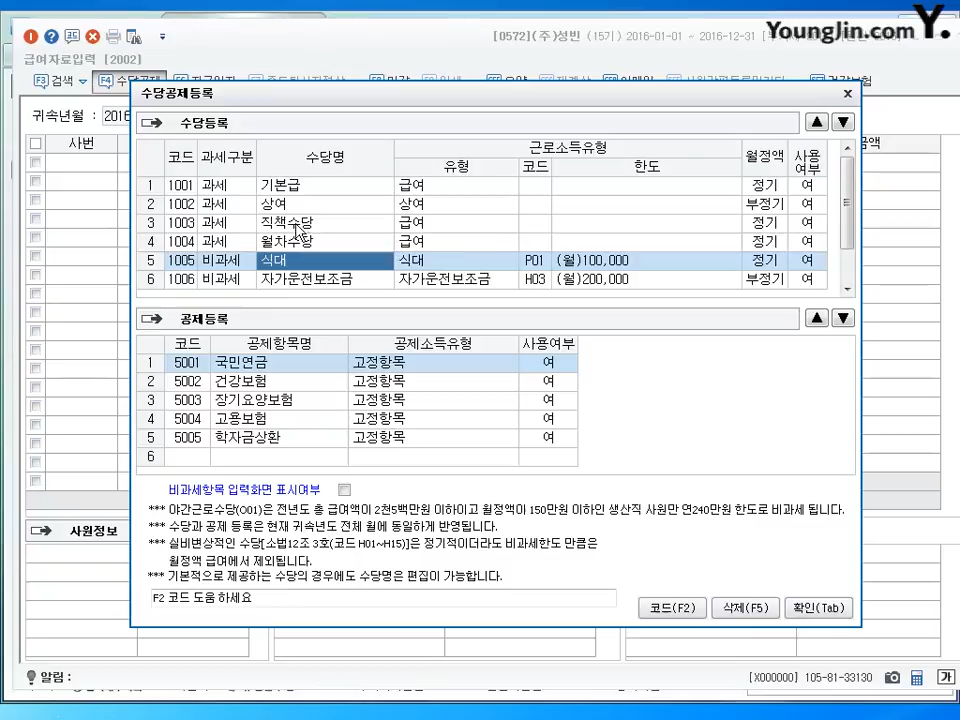 YoungJin.com Y.
[0572] (주)성빈 (157기) 2016-01-01 ~ 2016-12-31
급여자료입력 [2002]
F3 검색 F4 수당공제
귀속년월 : 2016
사번
수당공제등록 x
수당등록
코드 과세구분 수당명 근로소득유형 월정액 사용여부
유형 코드 한도
1 1001 과세 기본급 급여 정기 여
2 1002 과세 상여 상여 부정기 여
3 1003 과세 직책수당 급여 정기 여
4 1004 과세 월차수당 급여 정기 여
5 1005 비과세 식대 식대 P01 (월)100,000 정기 여
6 1006 비과세 자가운전보조금 자가운전보조금 H03 (월)200,000 부정기 여
공제등록
코드 공제항목명 공제소득유형 사용여부
1 5001 국민연금 고정항목 여
2 5002 건강보험 고정항목 여
3 5003 장기요양보험 고정항목 여
4 5004 고용보험 고정항목 여
5 5005 학자금상환 고정항목 여
6
비과세항목 입력화면 표시여부
*** 야간근로수당(O01)은 전년도 총 급여액이 2천5백만원 이하이고 월정액이 150만원 이하인 생산직 사원만 연240만원 한도로 비과세 됩니다.
*** 수당과 공제 등록은 현재 귀속년도 전체 월에 동일하게 반영됩니다.
*** 실비변상적인 수당[소법12조 3호(코드 H01~H15)]은 정기적이더라도 비과세한도 만큼은
월정액 급여에서 제외됩니다.
*** 기본적으로 제공하는 수당의 경우에도 수당명은 편집이 가능합니다.
F2 코드 도움 하세요
코드(F2) 삭제(F5) 확인(Tab)
사원정보
알림 :
[X000000] 105-81-33130 가